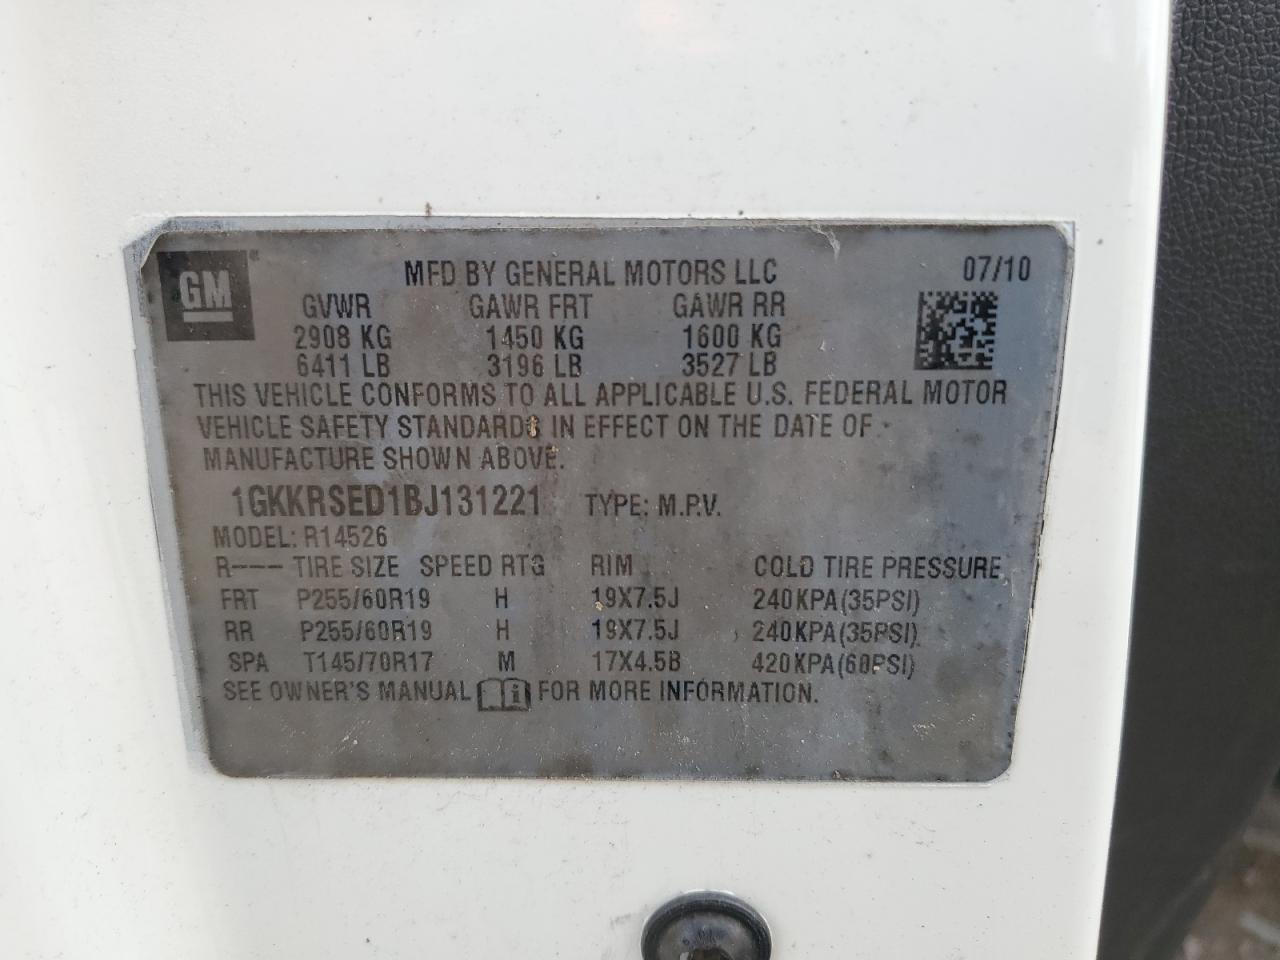 GM
MFD BY GENERAL MOTORS LLC 07/10
GVWR GAWR FRT GAWR RR
2908 KG 1450 KG 1600 KG
6411 LB 3196 LB 3527 LB
THIS VEHICLE CONFORMS TO ALL APPLICABLE U.S. FEDERAL MOTOR
VEHICLE SAFETY STANDARDS IN EFFECT ON THE DATE OF
MANUFACTURE SHOWN ABOVE.
1GKKRSED1BJ131221 TYPE: M.P.V.
MODEL: R14526
R--- TIRE SIZE SPEED RTG RIM COLD TIRE PRESSURE
FRT P255/60R19 H 19X7.5J 240KPA(35PSI)
RR P255/60R19 H 19X7.5J 240KPA(35PSI)
SPA T145/70R17 M 17X4.5B 420KPA(60PSI)
SEE OWNER'S MANUAL i FOR MORE INFORMATION.